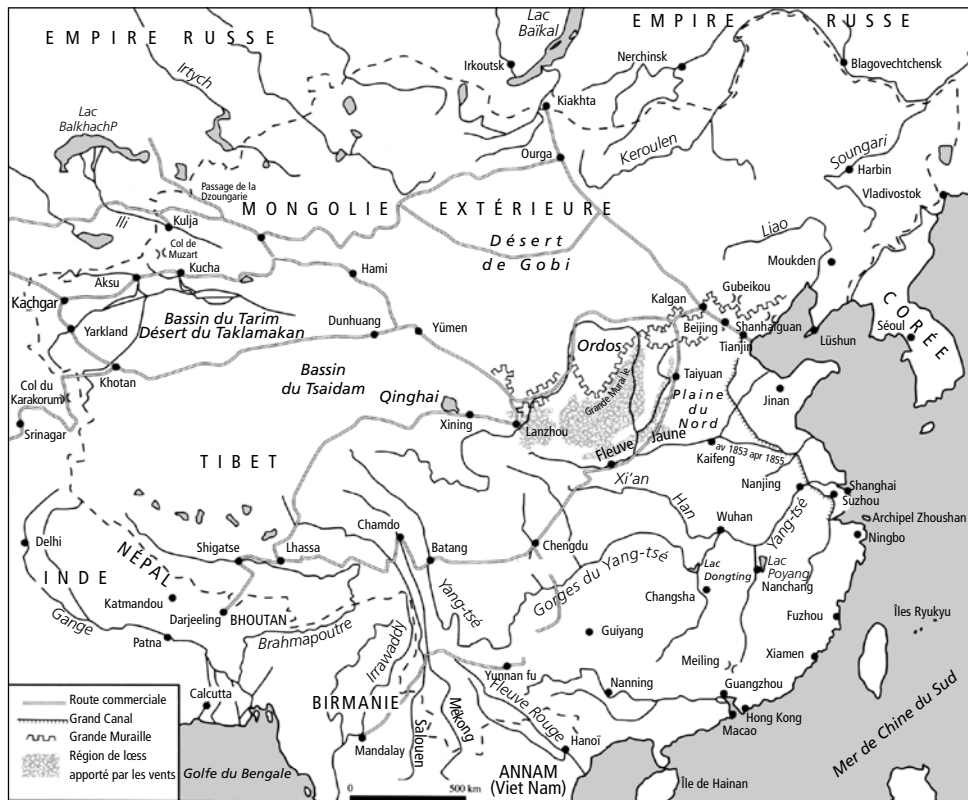 EMPIRE RUSSE
Lac
Baïkal
EMPIRE RUSSE
Irtych
Irkoutsk
Nerchinsk
Blagovechtchensk
Lac
BalkhachP
Kiakhta
Keroulen
Soungari
Ourga
Harbin
Passage de la
Dzoungarie
Vladivostok
MONGOLIE EXTÉRIEURE
Ili
Kulja
Liao
Col de
Muzart
Désert
de Gobi
Moukden
Kucha
Hami
Aksu
Gubeikou
Kachgar
Kalgan
CORÉE
Bassin du Tarim
Désert du Taklamakan
Yarkland
Dunhuang
Yümen
Beijing
Shanhaiguan
Séoul
Tianjin
Lüshun
Ordos
Khotan
Bassin
du Tsaidam
Grande Murai le
Taiyuan
Col du
Karakorum
Qinghai
Plaine
du
Nord
Jinan
Srinagar
Xining
Lanzhou
Fleuve Jaune
av 1853 apr 1855
Kaifeng
TIBET
Xi'an
Nanjing
Shanghai
Suzhou
Han
Chamdo
Wuhan
Yang-tsé
Archipel Zhoushan
Delhi
Ningbo
Shigatse
Lhassa
Batang
Chengdu
NÉPAL
Gorges du Yang-tsé
Lac
Dongting
Lac
Poyang
INDE
Nanchang
Katmandou
Yang-tsé
Changsha
Darjeeling
BHOUTAN
Fuzhou
Îles Ryukyu
Gange
Brahmapoutre
Guiyang
Patna
Irrawaddy
Meiling
Xiamen
Yunnan fu
Calcutta
BIRMANIE
Fleuve Rouge
Nanning
Guangzhou
Hong Kong
Macao
Mékong
Salouen
Mandalay
Hanoï
Mer de Chine du Sud
Golfe du Bengale
ANNAM
(Viet Nam)
Île de Hainan
Route commerciale
Grand Canal
Grande Muraille
Région de lœss
apporté par les vents
0 500 km